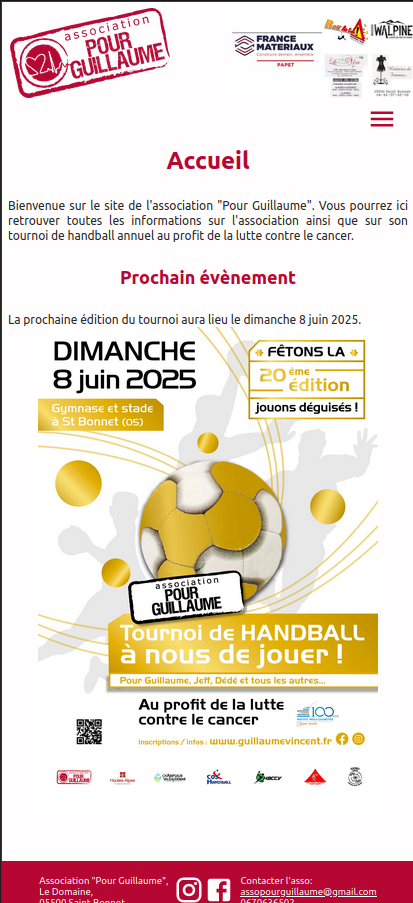 association
POUR
GUILLAUME
FRANCE
MATERIAUX
Construire demain, ensemble
PAPET
WALPINE
Accueil
Bienvenue sur le site de l'association "Pour Guillaume". Vous pourrez ici
retrouver toutes les informations sur l'association ainsi que sur son
tournoi de handball annuel au profit de la lutte contre le cancer.
Prochain évènement
La prochaine édition du tournoi aura lieu le dimanche 8 juin 2025.
DIMANCHE
8 juin 2025
FÊTONS LA
20ème
édition
jouons déguisés !
Gymnase et stade
à St Bonnet (05)
association
POUR
GUILLAUME
Tournoi de HANDBALL
à nous de jouer !
Pour Guillaume, Jeff, Dédé et tous les autres...
Au profit de la lutte
contre le cancer
100
Inscriptions / infos : www.guillaumevincent.fr
Association "Pour Guillaume",
Le Domaine,
05500 Saint-Bonnet
Contacter l'asso:
assopourguillaume@gmail.com
0670636502